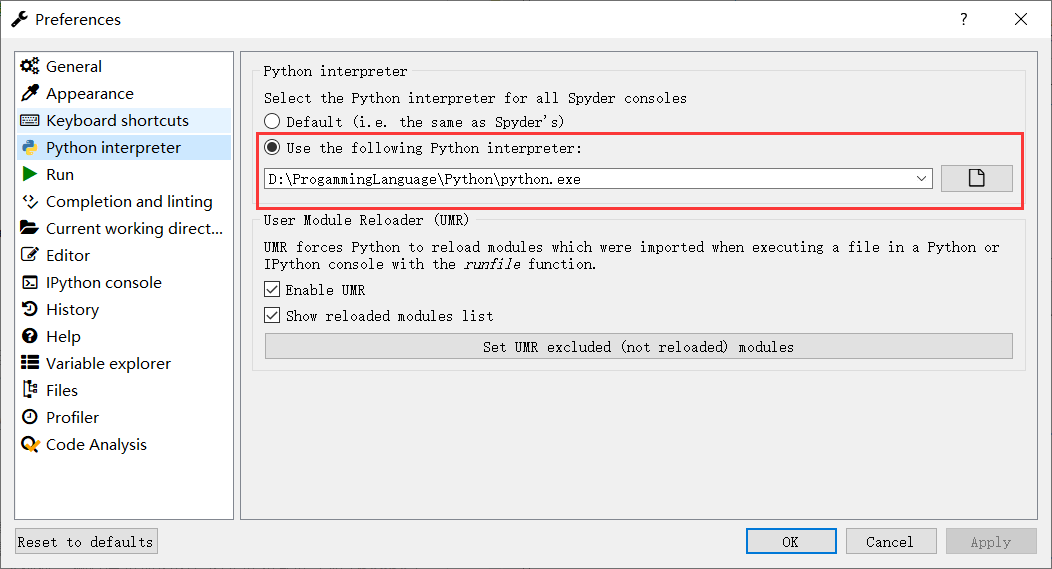 Preferences
?
General
Appearance
Keyboard shortcuts
Python interpreter
Run
Completion and linting
Current working direct...
Editor
IPython console
History
Help
Variable explorer
Files
Profiler
Code Analysis
Python interpreter
Select the Python interpreter for all Spyder consoles
Default (i.e. the same as Spyder's)
Use the following Python interpreter:
D:\ProgammingLanguage\Python\python.exe
User Module Reloader (UMR)
UMR forces Python to reload modules which were imported when executing a file in a Python or
IPython console with the runfile function.
Enable UMR
Show reloaded modules list
Set UMR excluded (not reloaded) modules
Reset to defaults
OK
Cancel
Apply